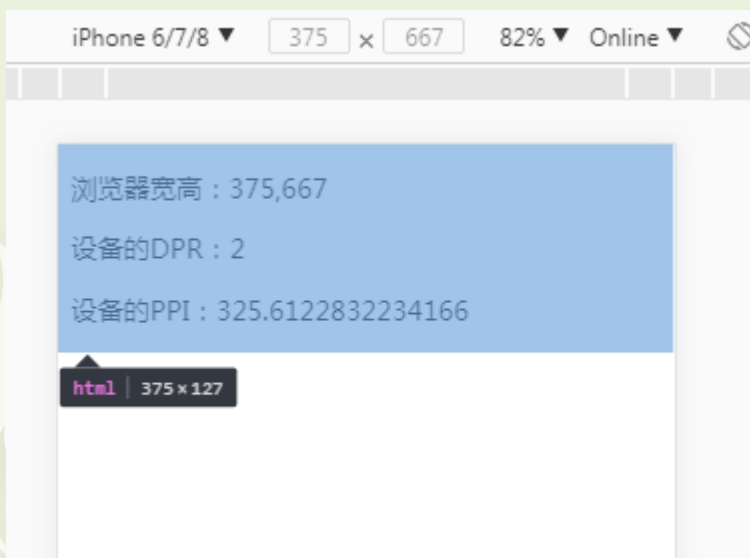 iPhone 6/7/8 ▼ 375 × 667 82% ▼ Online ▼
浏览器宽高：375,667
设备的DPR：2
设备的PPI：325.6122832234166
html | 375×127